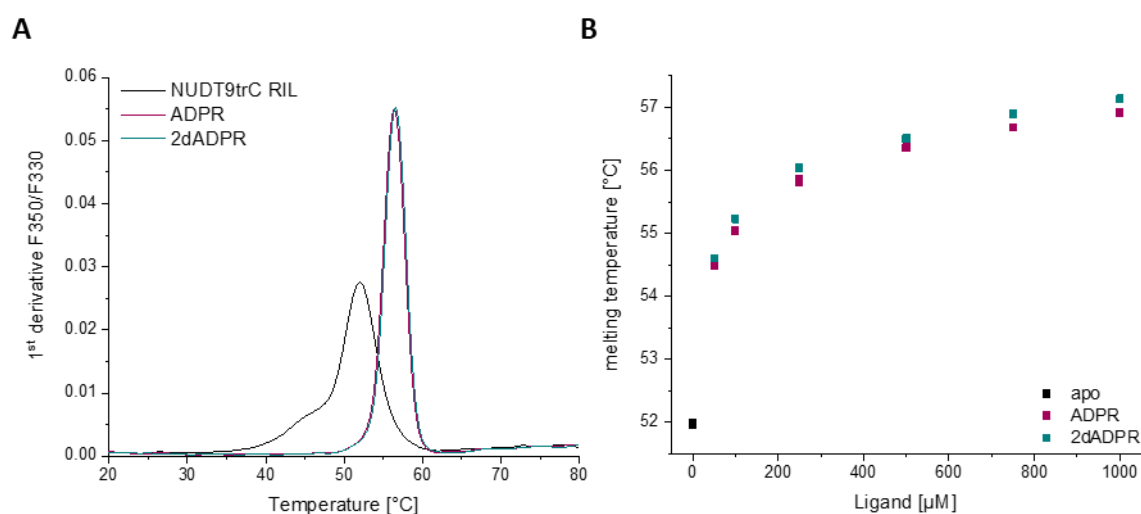 A
NUDT9trC RIL
ADPR
2dADPR
0.06
0.05
0.04
0.03
0.02
0.01
0.00
1st derivative F350/F330
20
30
40
50
60
70
80
Temperature [°C]
B
57
56
55
54
53
52
melting temperature [°C]
apo
ADPR
2dADPR
0
200
400
600
800
1000
Ligand [µM]